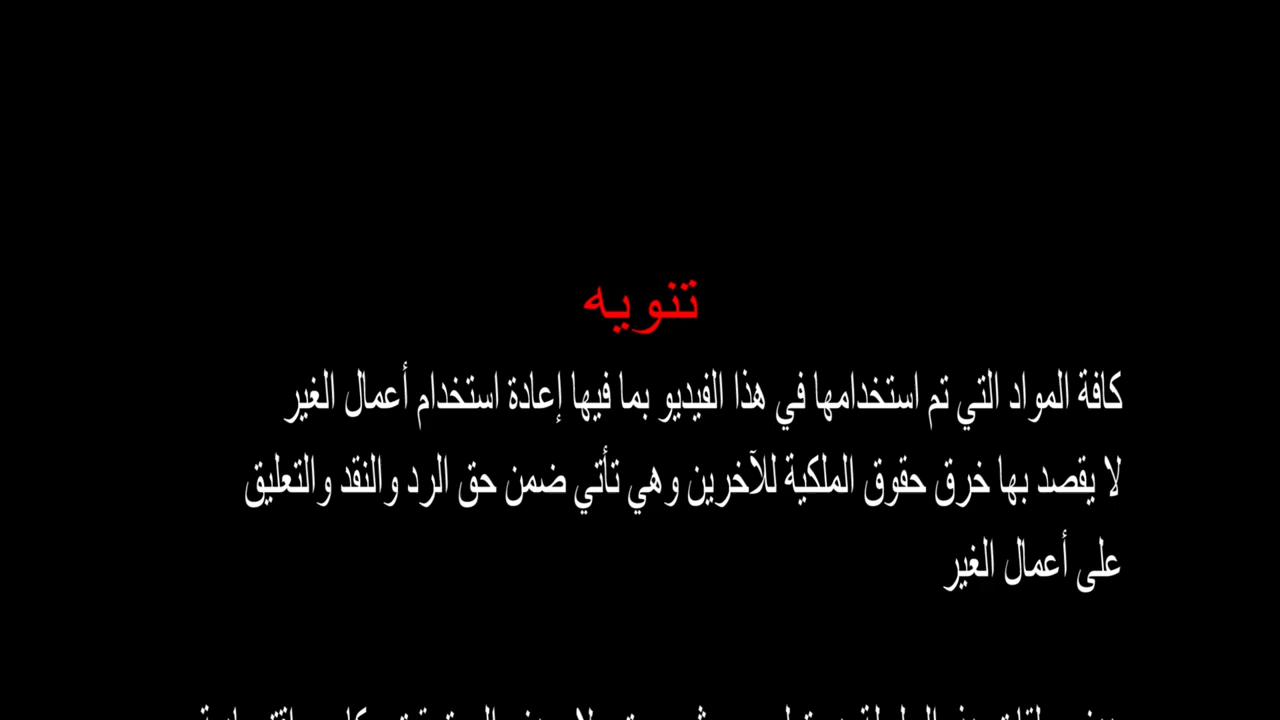 تنويه
كافة المواد التي تم استخدامها في هذا الفيديو بما فيها إعادة استخدام أعمال الغير
لا يقصد بها خرق حقوق الملكية للآخرين وهي تأتي ضمن حق الرد والنقد والتعليق
على أعمال الغير